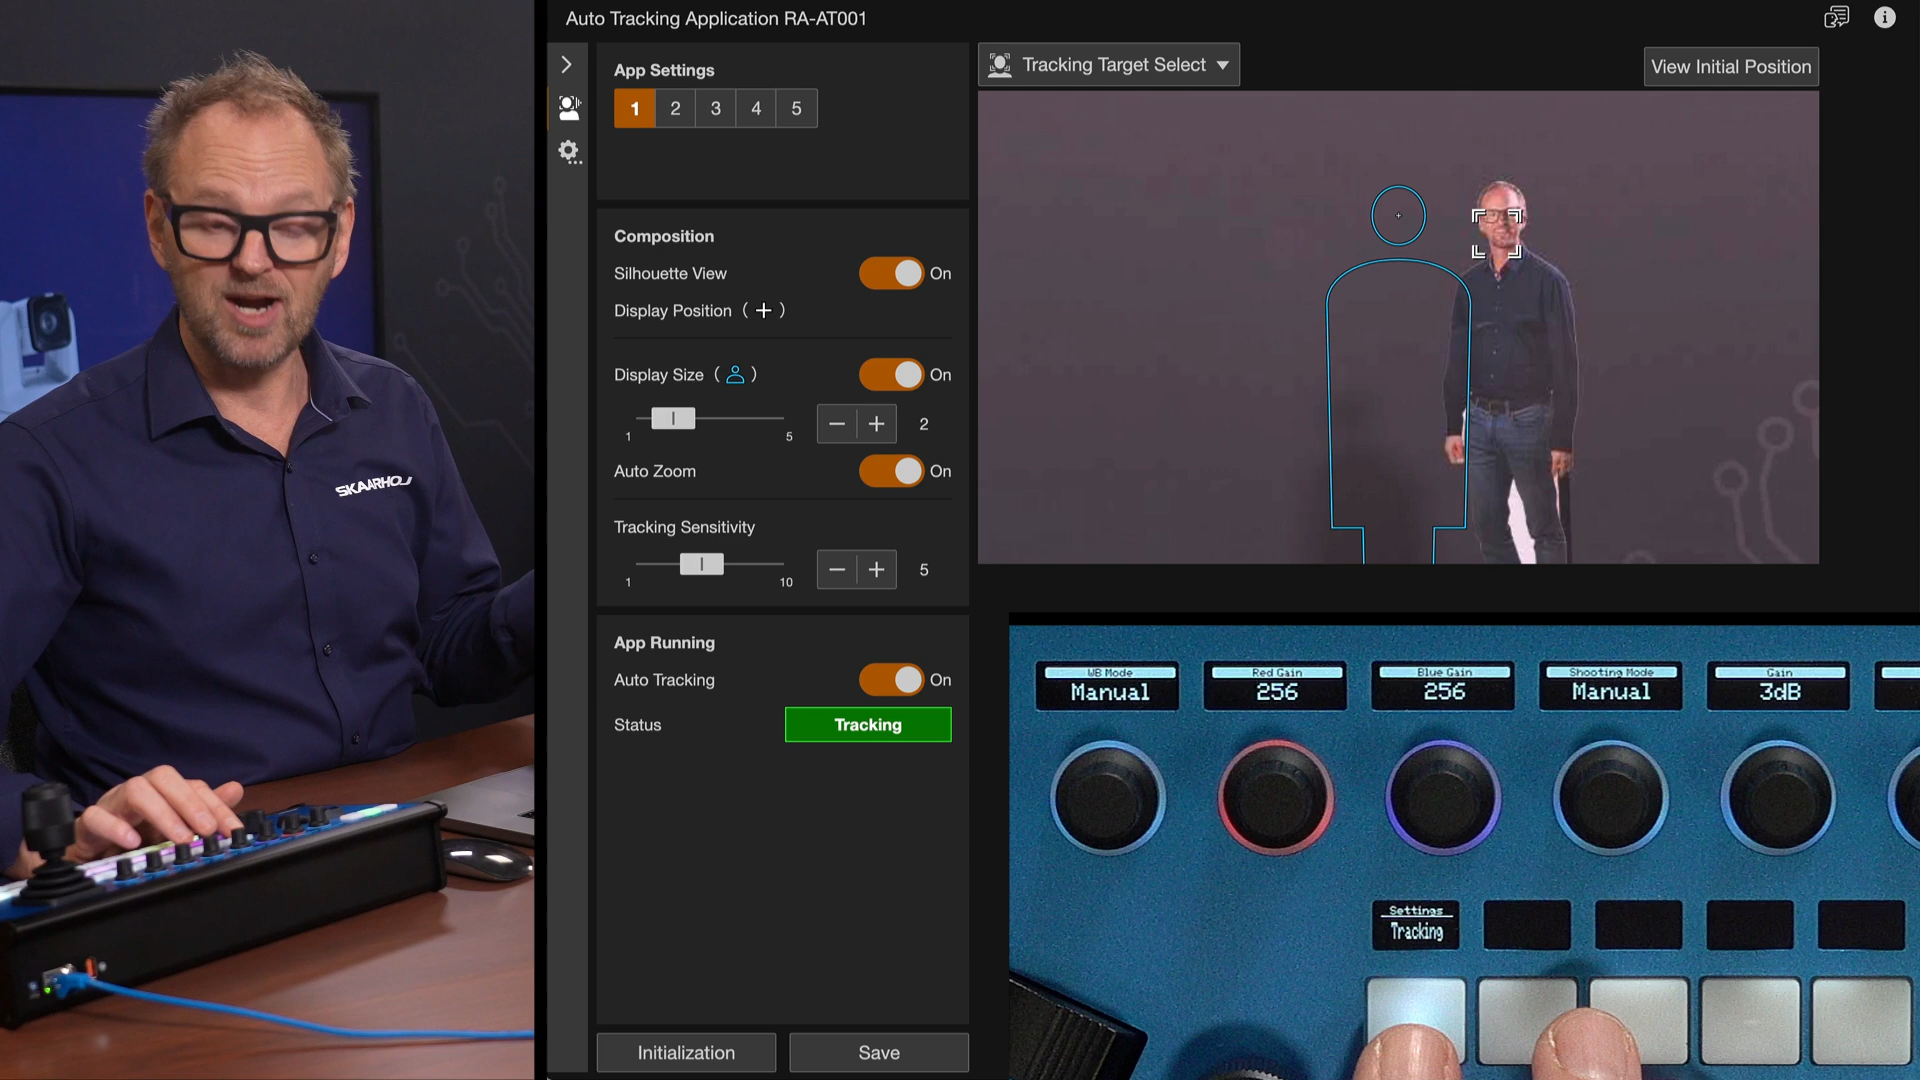 Auto Tracking Application RA-AT001
App Settings
1 2 3 4 5
Composition
Silhouette View On
Display Position ( + )
Display Size ( ) On
1 5 − + 2
Auto Zoom On
Tracking Sensitivity
1 10 − + 5
App Running
Auto Tracking On
Status Tracking
Initialization Save
Tracking Target Select
View Initial Position
SKAARHOJ
WB Mode
Manual
Red Gain
256
Blue Gain
256
Shooting Mode
Manual
Gain
3dB
Settings
Tracking